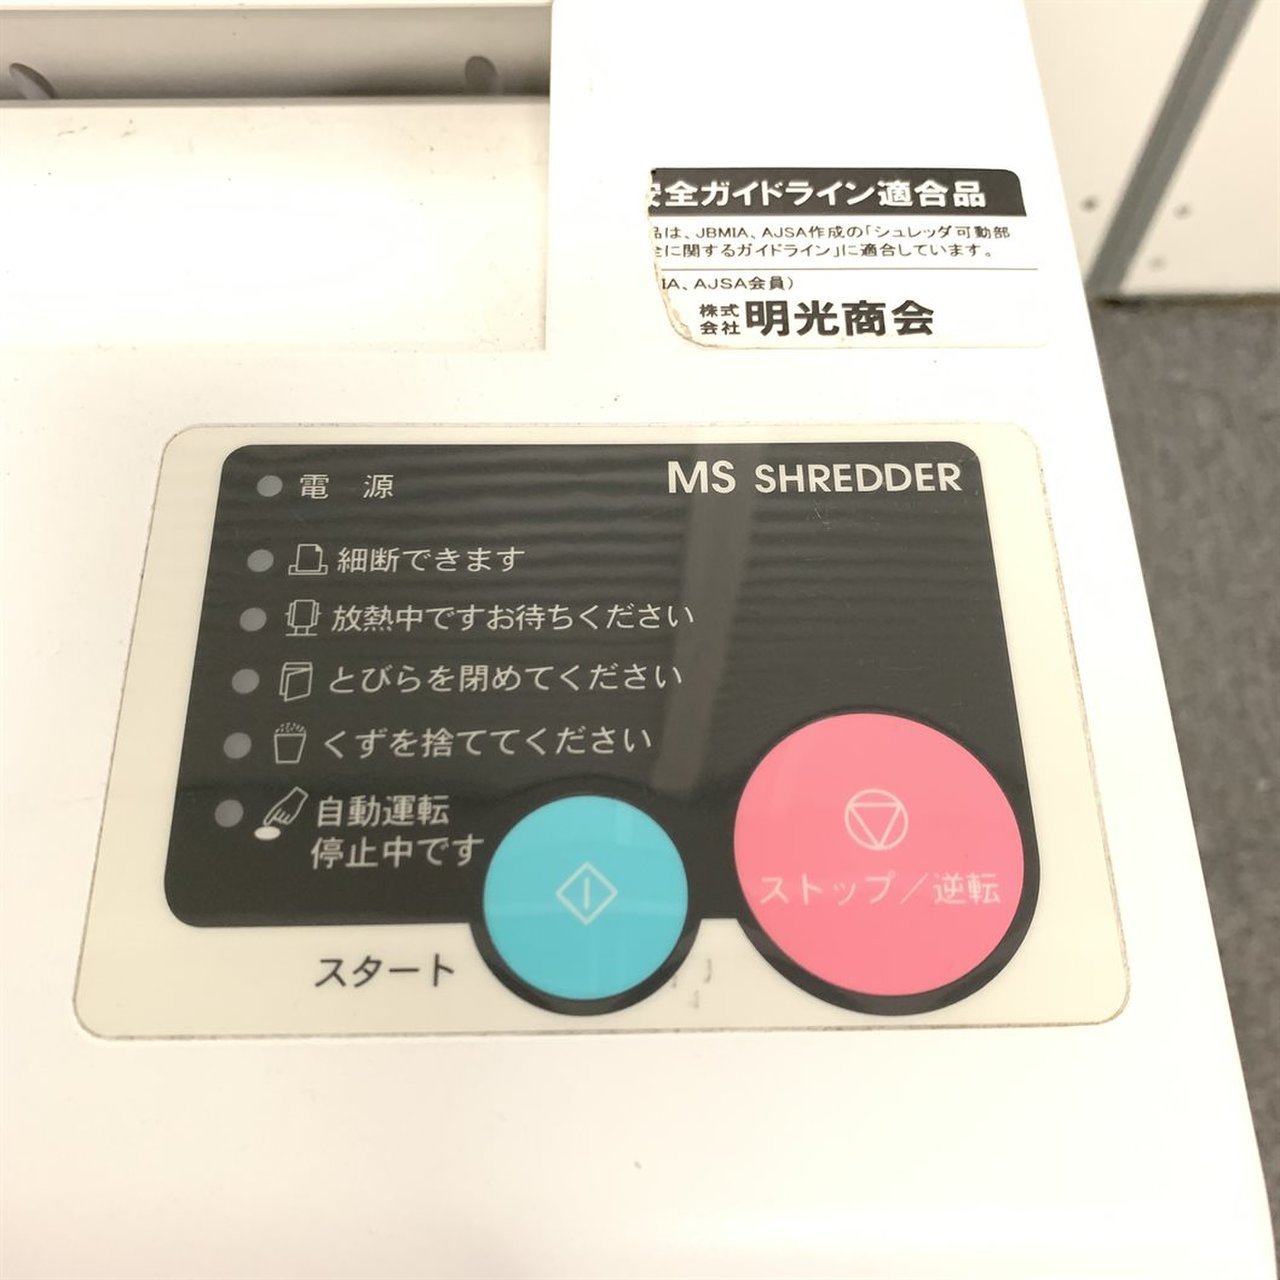 安全ガイドライン適合品
品は、JBMIA、AJSA作成の「シュレッダ可動部
全に関するガイドライン」に適合しています。
IA、AJSA会員）
株式会社 明光商会
電 源
MS SHREDDER
細断できます
放熱中ですお待ちください
とびらを閉めてください
くずを捨ててください
自動運転
停止中です
ストップ／逆転
スタート